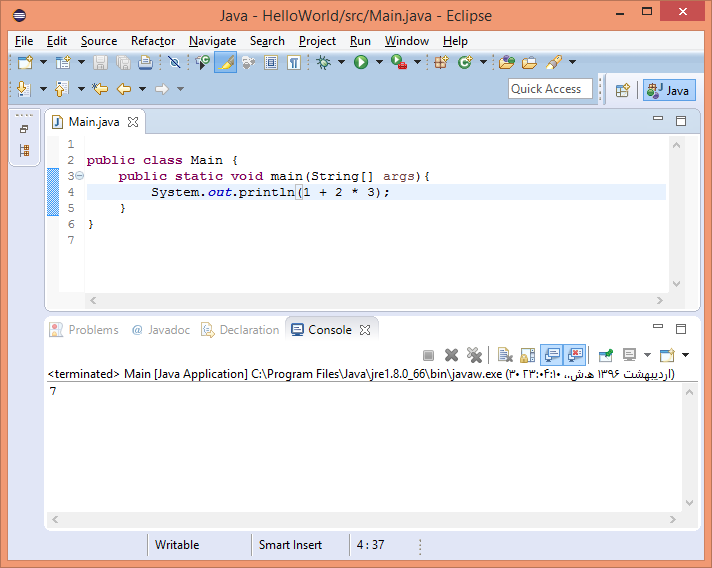 Java - HelloWorld/src/Main.java - Eclipse
File Edit Source Refactor Navigate Search Project Run Window Help
Quick Access Java
Main.java
1
2 public class Main {
3 public static void main(String[] args){
4 System.out.println(1 + 2 * 3);
5 }
6 }
7
Problems @ Javadoc Declaration Console
<terminated> Main [Java Application] C:\Program Files\Java\jre1.8.0_66\bin\javaw.exe (۳۰ اردیبهشت ۱۳۹۶ ه‍.ش.،‏ ۲۳:۰۴:۱۰)
7
Writable Smart Insert 4 : 37